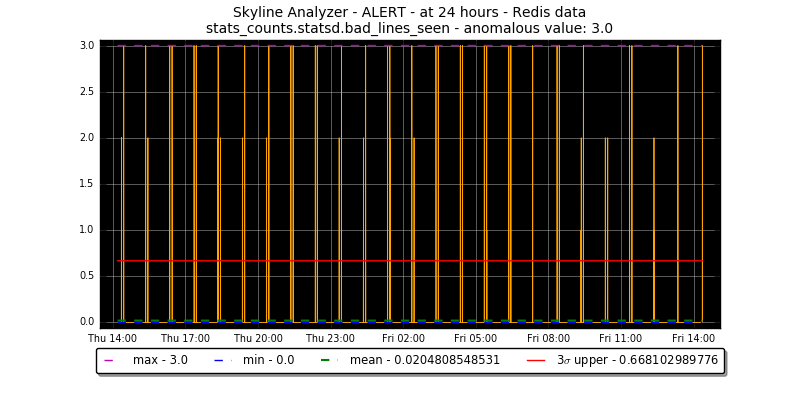 Skyline Analyzer - ALERT - at 24 hours - Redis data
stats_counts.statsd.bad_lines_seen - anomalous value: 3.0
3.0
2.5
2.0
1.5
1.0
0.5
0.0
Thu 14:00 Thu 17:00 Thu 20:00 Thu 23:00 Fri 02:00 Fri 05:00 Fri 08:00 Fri 11:00 Fri 14:00
max - 3.0 min - 0.0 mean - 0.0204808548531 3σ upper - 0.668102989776